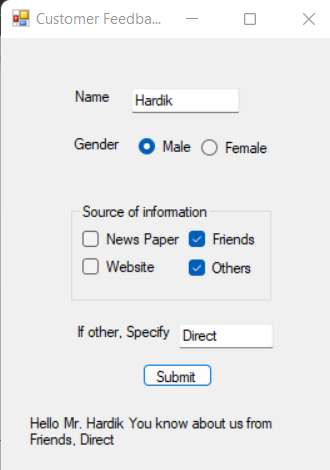 Customer Feedba...
Name Hardik
Gender Male Female
Source of information
News Paper Friends
Website Others
If other, Specify Direct
Submit
Hello Mr. Hardik You know about us from
Friends, Direct